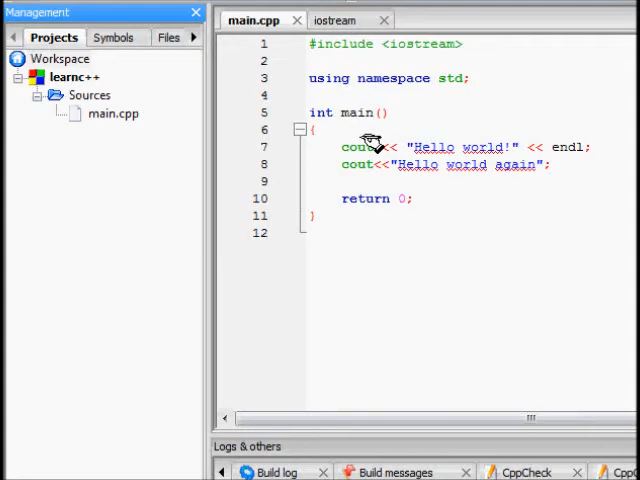 Management
Projects Symbols Files
Workspace
learnc++
Sources
main.cpp
main.cpp iostream
1 #include <iostream>
2
3 using namespace std;
4
5 int main()
6 {
7 cout << "Hello world!" << endl;
8 cout<<"Hello world again";
9
10 return 0;
11 }
12
Logs & others
Build log Build messages CppCheck CppC